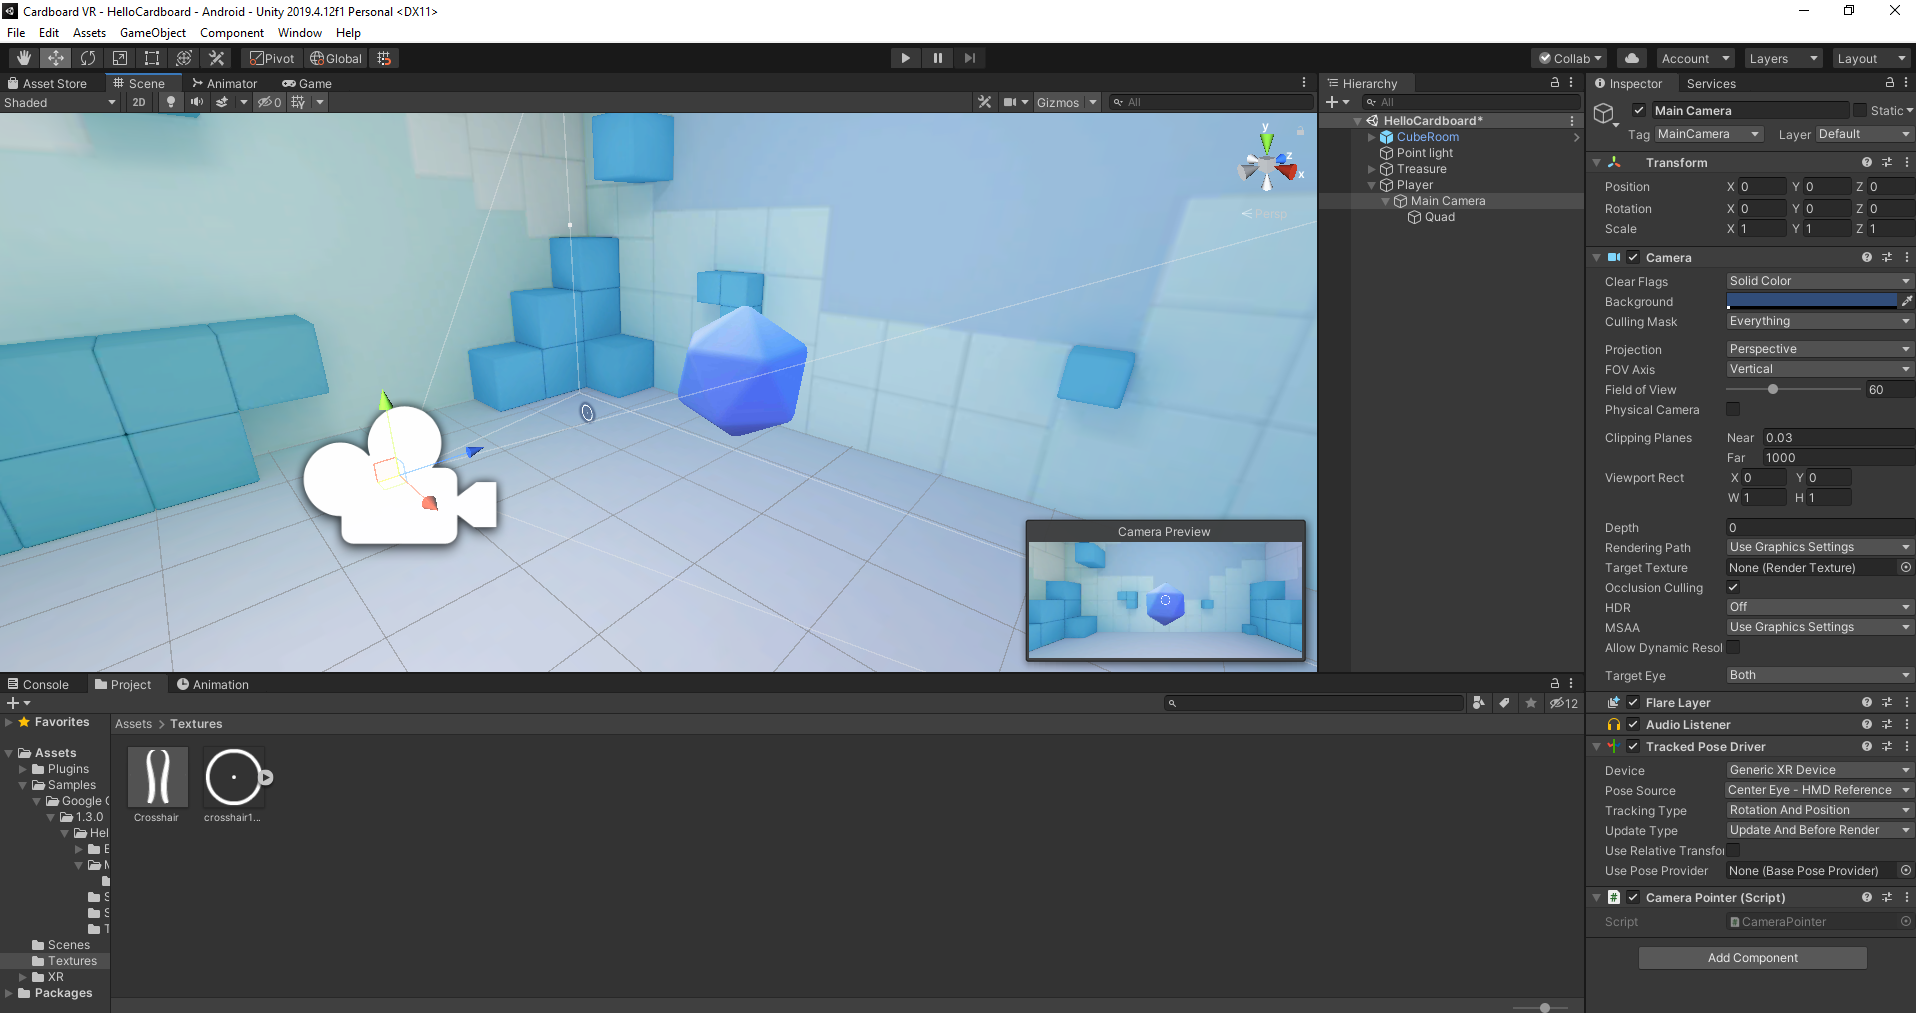 Cardboard VR - HelloCardboard - Android - Unity 2019.4.12f1 Personal <DX11>
File Edit Assets GameObject Component Window Help
Pivot Global Collab Account Layers Layout
Asset Store Scene Animator Game
Shaded 2D 0 Gizmos All
y
z
x
Persp
Camera Preview
Hierarchy
All
HelloCardboard*
CubeRoom
Point light
Treasure
Player
Main Camera
Quad
Inspector Services
Main Camera Static
Tag MainCamera Layer Default
Transform
Position X 0 Y 0 Z 0
Rotation X 0 Y 0 Z 0
Scale X 1 Y 1 Z 1
Camera
Clear Flags Solid Color
Background
Culling Mask Everything
Projection Perspective
FOV Axis Vertical
Field of View 60
Physical Camera
Clipping Planes Near 0.03
Far 1000
Viewport Rect X 0 Y 0
W 1 H 1
Depth 0
Rendering Path Use Graphics Settings
Target Texture None (Render Texture)
Occlusion Culling
HDR Off
MSAA Use Graphics Settings
Allow Dynamic Resol
Target Eye Both
Flare Layer
Audio Listener
Tracked Pose Driver
Device Generic XR Device
Pose Source Center Eye - HMD Reference
Tracking Type Rotation And Position
Update Type Update And Before Render
Use Relative Transfo
Use Pose Provider None (Base Pose Provider)
Camera Pointer (Script)
Script CameraPointer
Add Component
Console Project Animation
12
Favorites
Assets
Plugins
Samples
Google
1.3.0
Hel
Scenes
Textures
XR
Packages
Assets > Textures
Crosshair crosshair1...